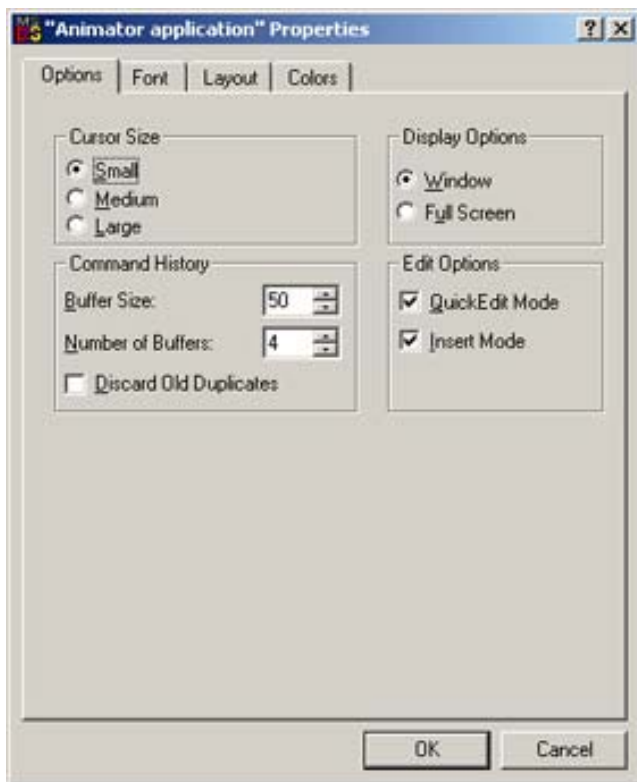 "Animator application" Properties
Options Font Layout Colors
Cursor Size
Small
Medium
Large
Display Options
Window
Full Screen
Command History
Buffer Size: 50
Number of Buffers: 4
Discard Old Duplicates
Edit Options
QuickEdit Mode
Insert Mode
OK Cancel